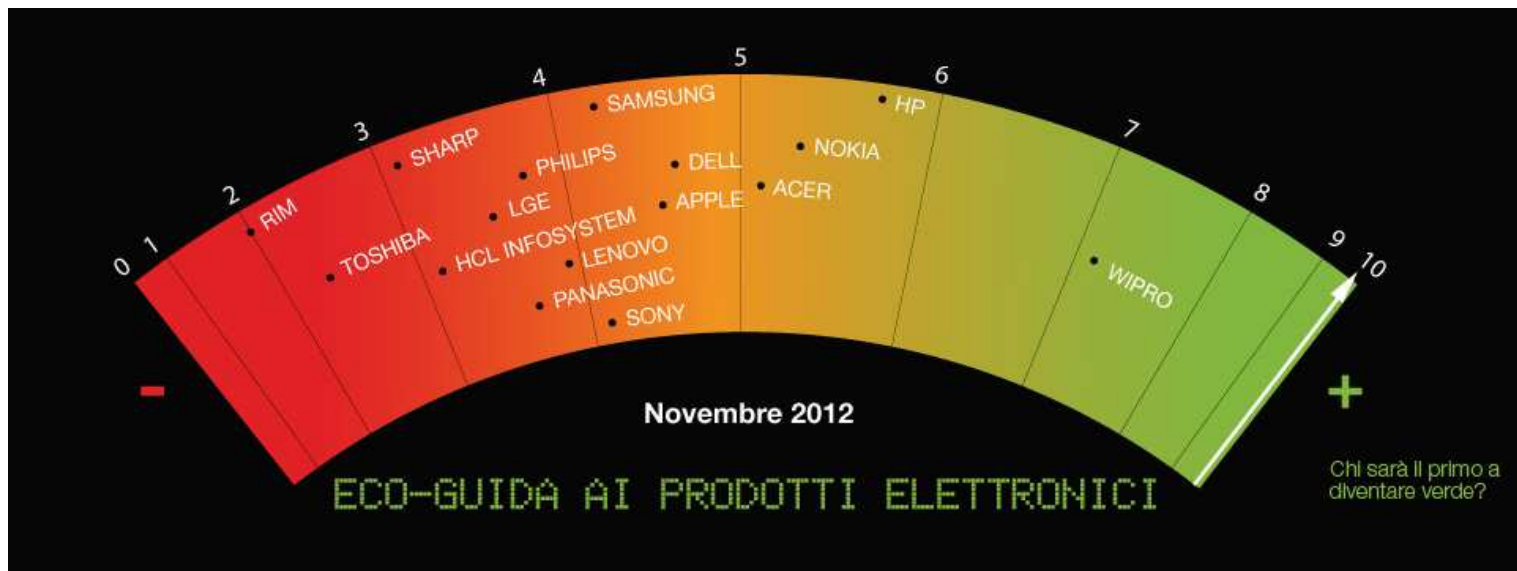 0
1
2
3
4
5
6
7
8
9
10
RIM
TOSHIBA
SHARP
HCL INFOSYSTEM
LGE
PHILIPS
PANASONIC
LENOVO
SAMSUNG
SONY
APPLE
DELL
ACER
NOKIA
HP
WIPRO
-
+
Novembre 2012
ECO-GUIDA AI PRODOTTI ELETTRONICI
Chi sarà il primo a
diventare verde?